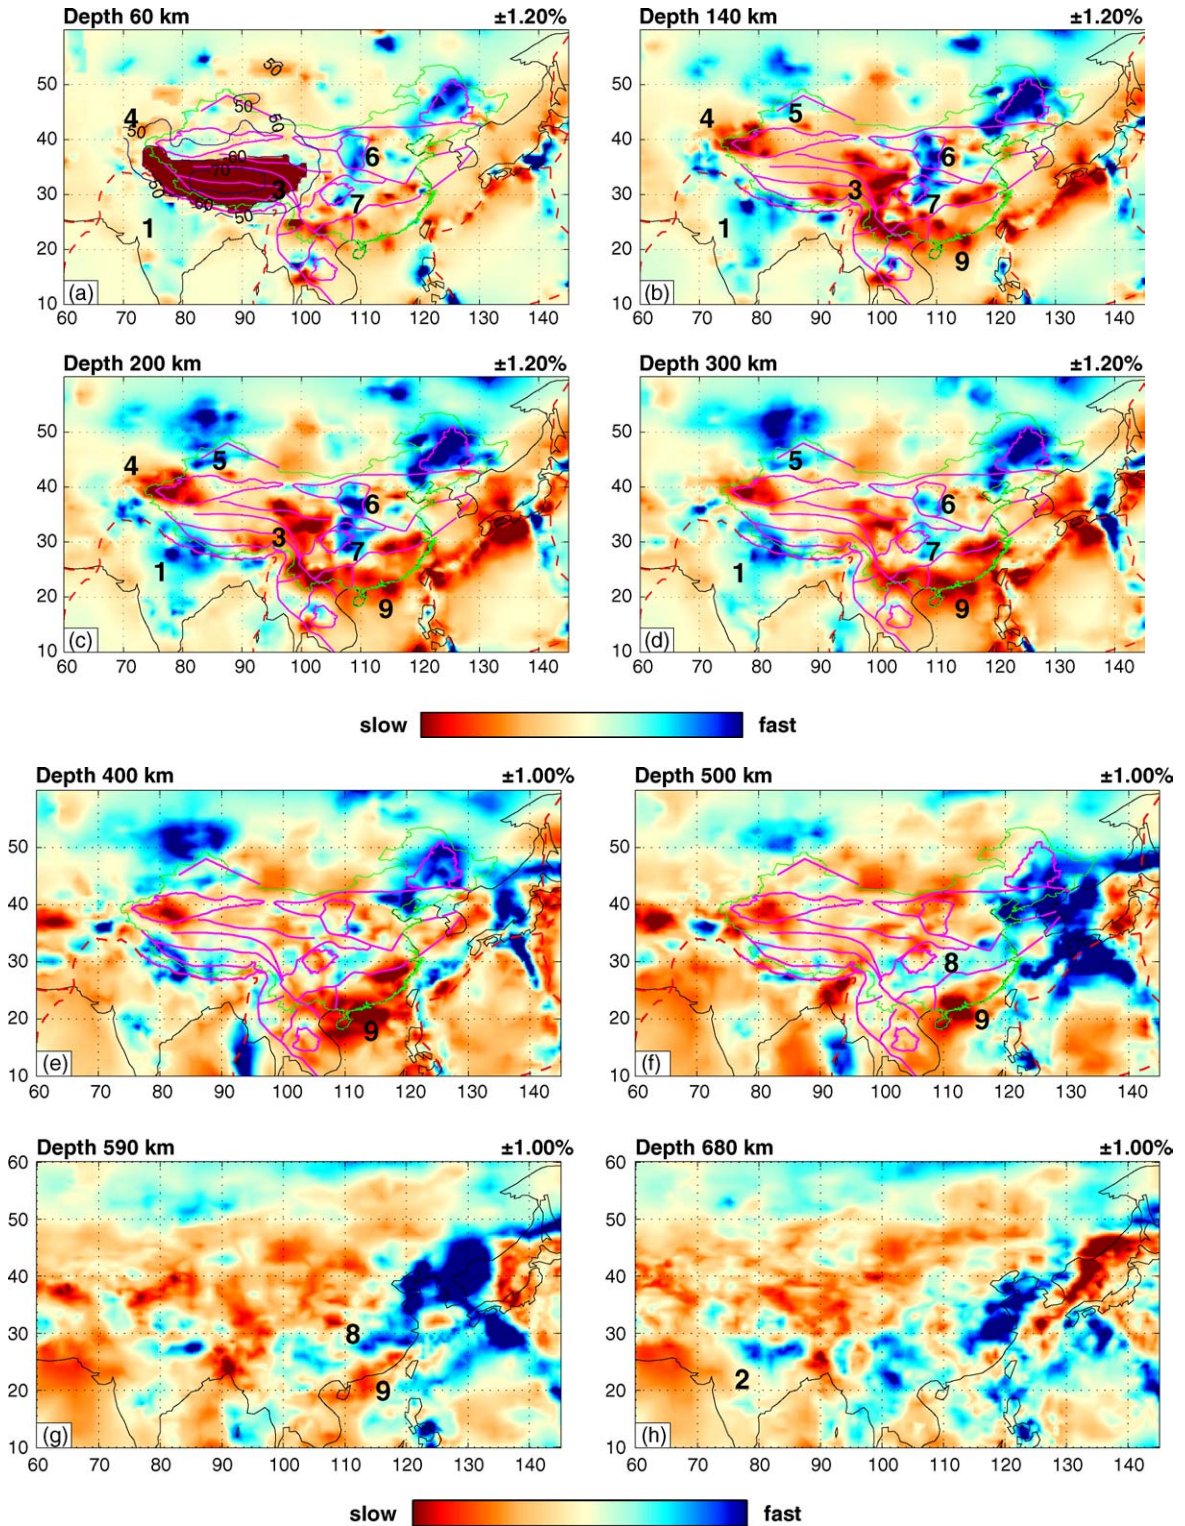 Depth 60 km ±1.20% Depth 140 km ±1.20%
50 50 50 50
4 4 5
40 60 6 40 6
70
30 50 3 30 3
60 50 7 7
1 1
20 20 9
10 (a) 10 (b)
60 70 80 90 100 110 120 130 140 60 70 80 90 100 110 120 130 140
Depth 200 km ±1.20% Depth 300 km ±1.20%
50 50
4 5 5
40 6 40 6
30 3 7 30 7
1 1
20 9 20 9
10 (c) 10 (d)
60 70 80 90 100 110 120 130 140 60 70 80 90 100 110 120 130 140
slow fast
Depth 400 km ±1.00% Depth 500 km ±1.00%
50 50
40 40
30 30 8
20 9 20 9
10 (e) 10 (f)
60 70 80 90 100 110 120 130 140 60 70 80 90 100 110 120 130 140
Depth 590 km ±1.00% Depth 680 km ±1.00%
60 60
50 50
40 40
30 8 30
20 9 20 2
10 (g) 10 (h)
60 70 80 90 100 110 120 130 140 60 70 80 90 100 110 120 130 140
slow fast